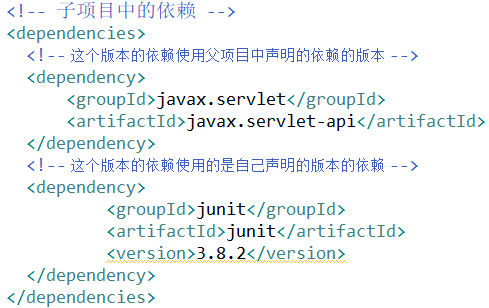 <!-- 子项目中的依赖 -->
<dependencies>
<!-- 这个版本的依赖使用父项目中声明的依赖的版本 -->
<dependency>
<groupId>javax.servlet</groupId>
<artifactId>javax.servlet-api</artifactId>
</dependency>
<!-- 这个版本的依赖使用的是自己声明的版本的依赖 -->
<dependency>
<groupId>junit</groupId>
<artifactId>junit</artifactId>
<version>3.8.2</version>
</dependency>
</dependencies>